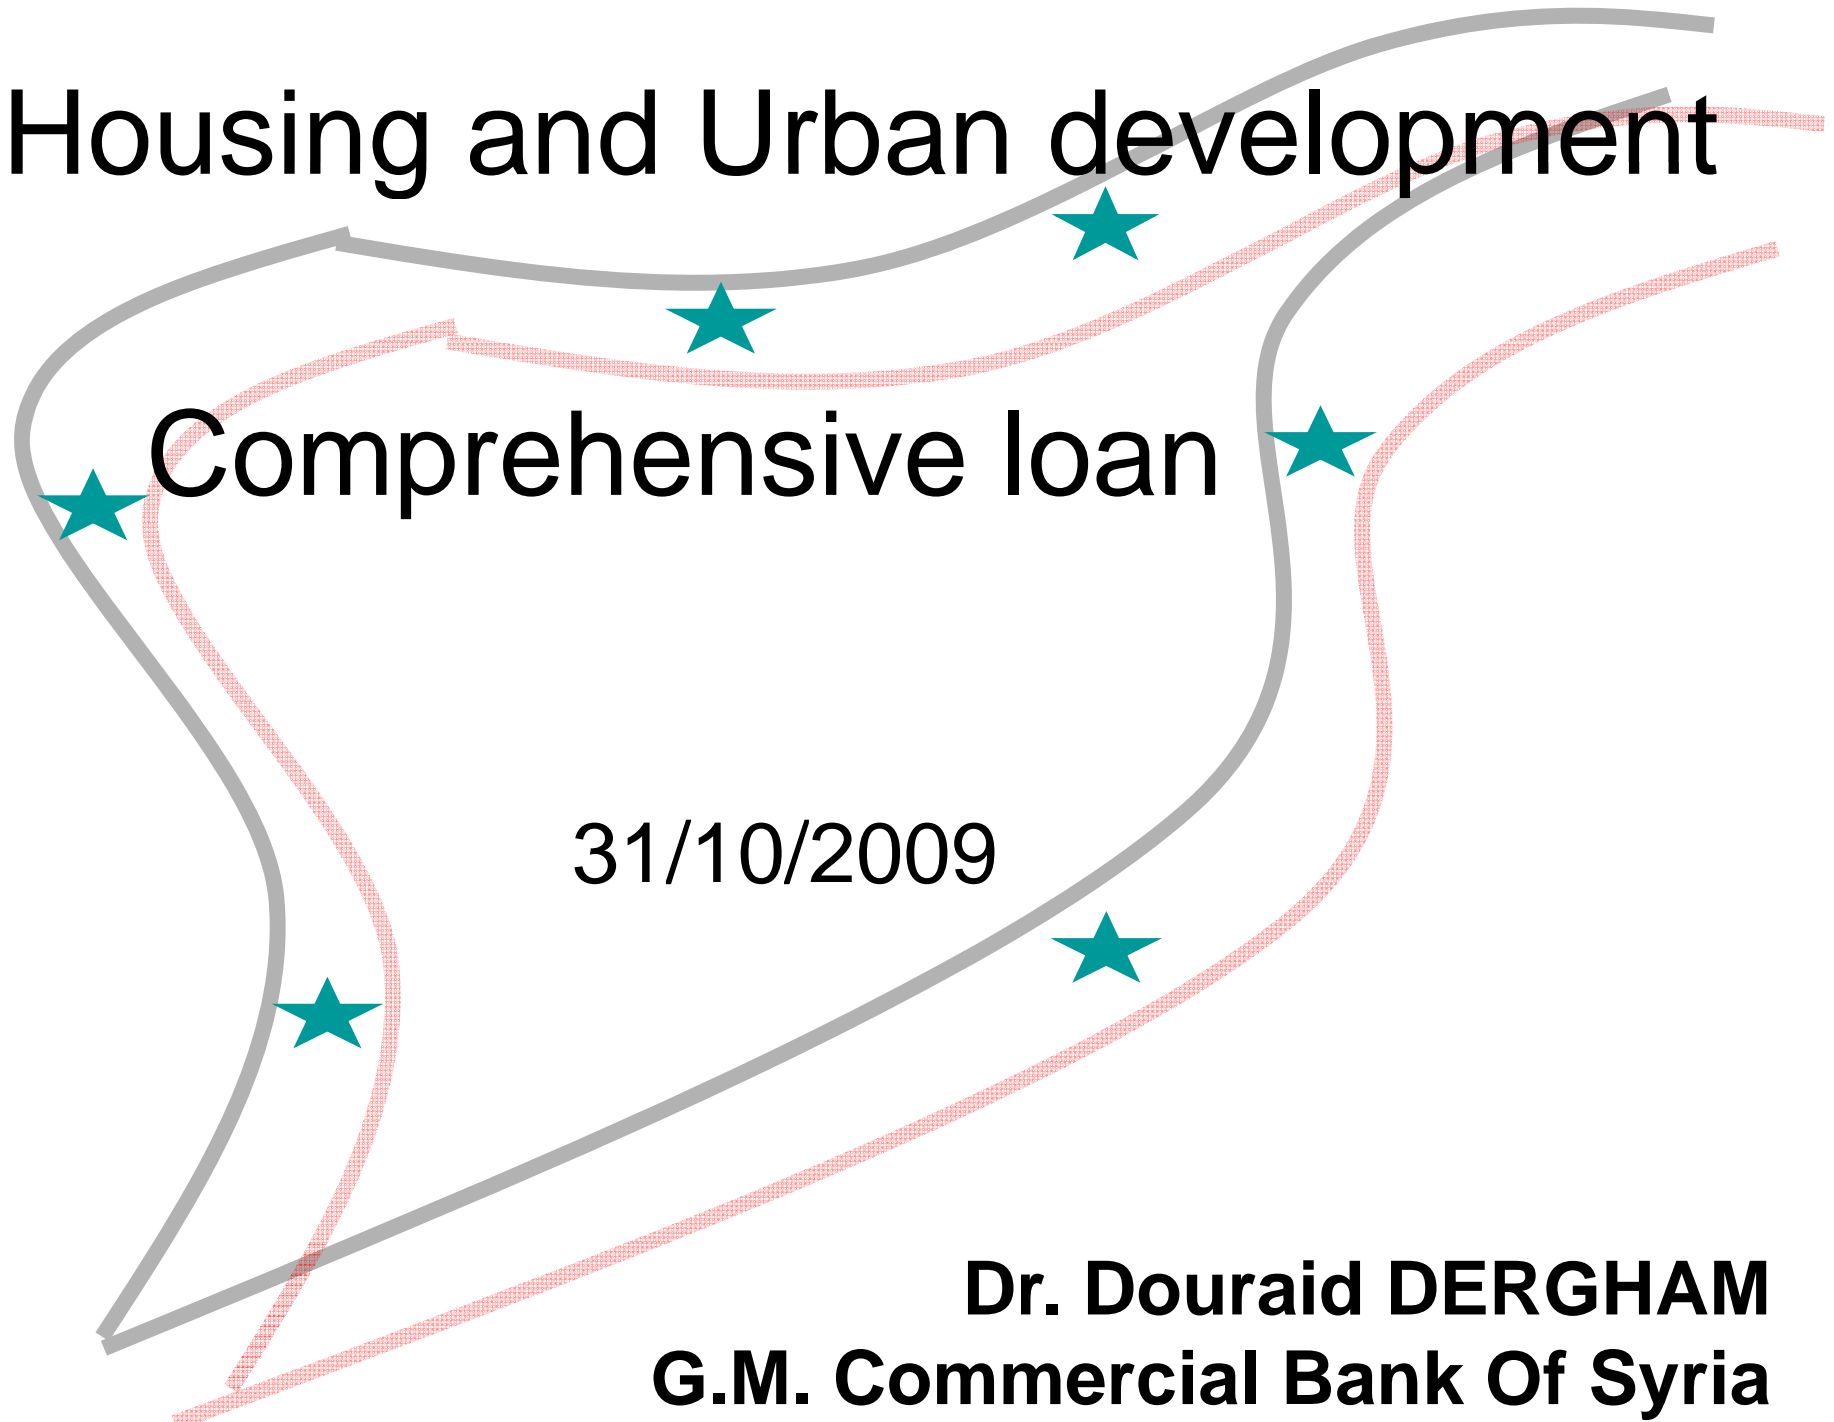 Housing and Urban development
Comprehensive loan
31/10/2009
Dr. Douraid DERGHAM
G.M. Commercial Bank Of Syria